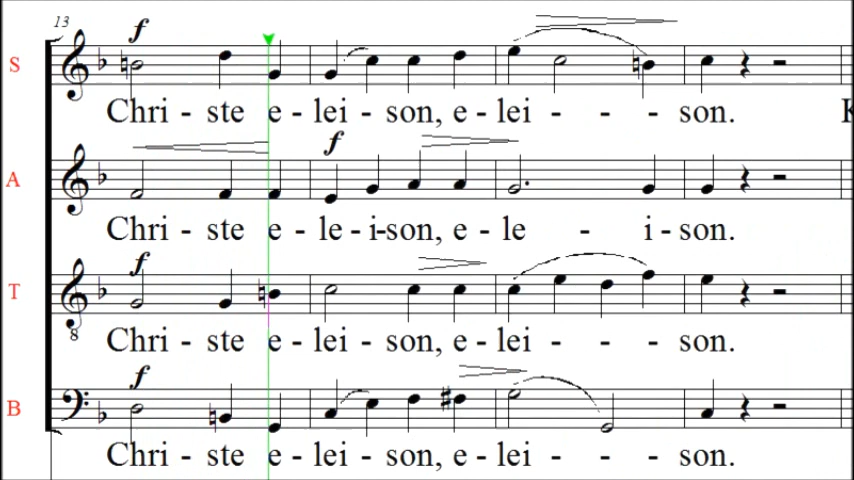 13
f
S
Chri - ste e - lei - son, e - lei - - - son. K
f
A
Chri - ste e - le - i-son, e - le - i - son.
f
T
8
Chri - ste e - lei - son, e - lei - - - son.
f
B
Chri - ste e - lei - son, e - lei - - - son.